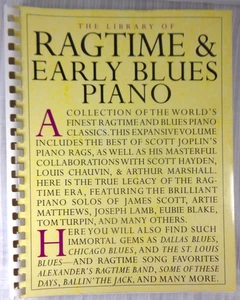 THE LIBRARY OF
RAGTIME &
EARLY BLUES
PIANO
A COLLECTION OF THE WORLD'S
FINEST RAGTIME AND BLUES PIANO
CLASSICS. THIS EXPANSIVE VOLUME
INCLUDES THE BEST OF SCOTT JOPLIN'S
PIANO RAGS, AS WELL AS HIS MASTERFUL
COLLABORATIONS WITH SCOTT HAYDEN,
LOUIS CHAUVIN, & ARTHUR MARSHALL.
HERE IS THE TRUE LEGACY OF THE RAG-
TIME ERA, FEATURING THE BRILLIANT
PIANO SOLOS OF JAMES SCOTT, ARTIE
MATTHEWS, JOSEPH LAMB, EUBIE BLAKE,
TOM TURPIN, AND MANY OTHERS.
HERE YOU WILL ALSO FIND SUCH
IMMORTAL GEMS AS DALLAS BLUES,
CHICAGO BLUES, AND THE ST. LOUIS
BLUES—AND RAGTIME SONG FAVORITES
ALEXANDER'S RAGTIME BAND, SOME OF THESE
DAYS, BALLIN' THE JACK, AND MANY MORE.